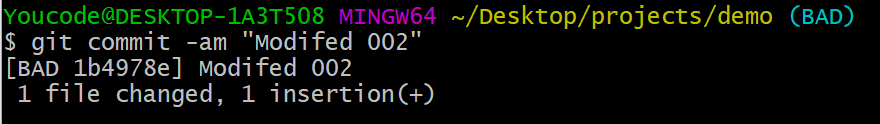 Youcode@DESKTOP-1A3T508 MINGW64 ~/Desktop/projects/demo (BAD)
$ git commit -am "Modifed 002"
[BAD 1b4978e] Modifed 002
 1 file changed, 1 insertion(+)